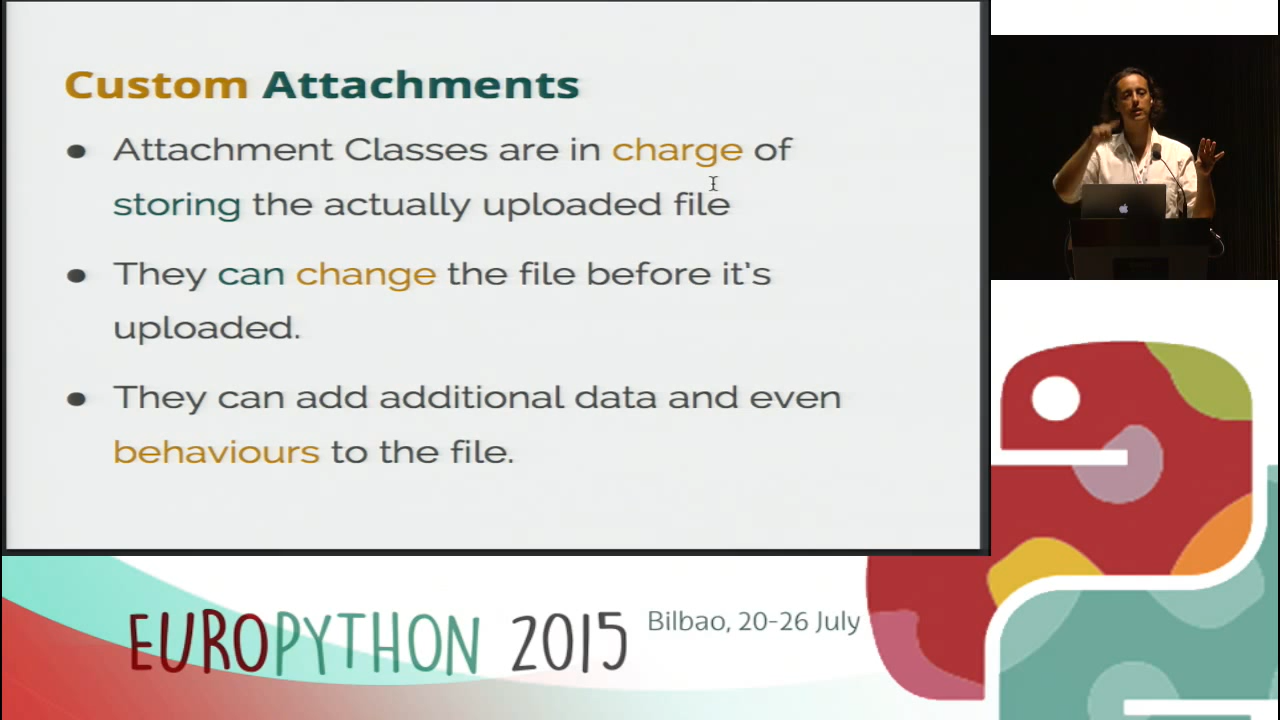 Custom Attachments
● Attachment Classes are in charge of
storing the actually uploaded file
● They can change the file before it's
uploaded.
● They can add additional data and even
behaviours to the file.
EUROPYTHON 2015
Bilbao, 20-26 July